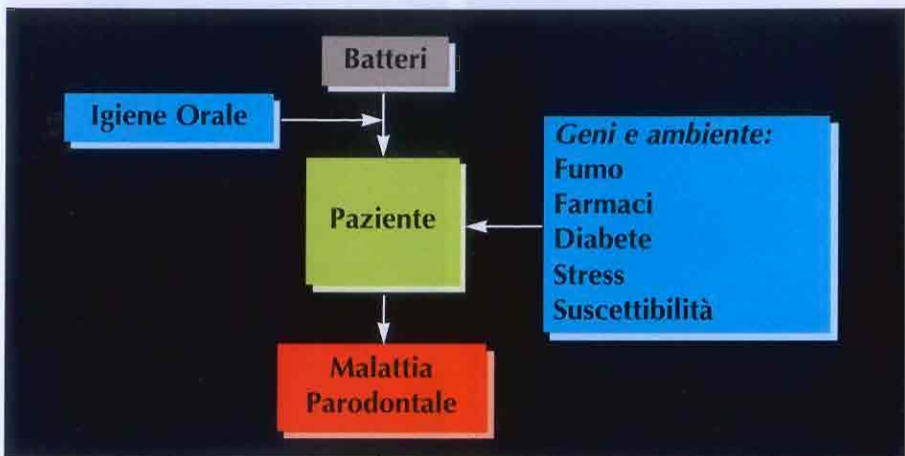 Batteri
Igiene Orale
Geni e ambiente:
Fumo
Farmaci
Diabete
Stress
Suscettibilità
Paziente
Malattia
Parodontale